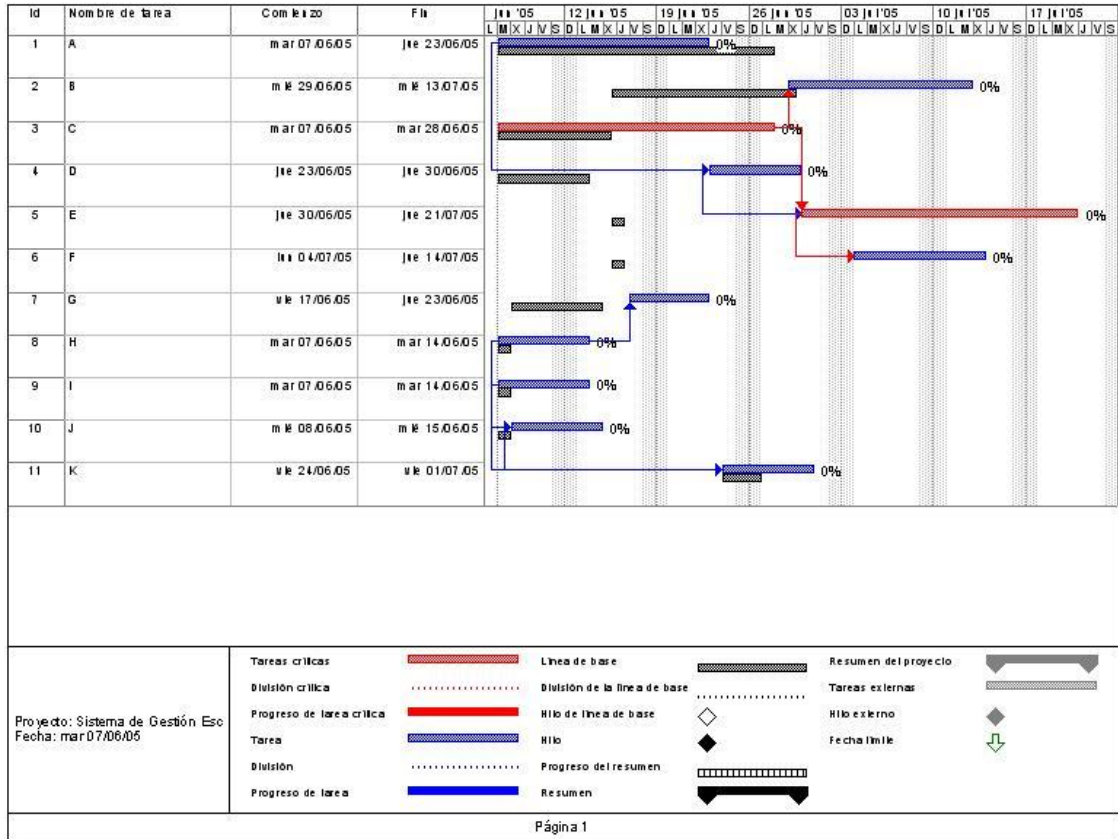 Id Nombre de tarea Comienzo Fin jun '05 12 jun '05 19 jun '05 26 jun '05 03 jul '05 10 jul '05 17 jul '05
L M X J V S D L M X J V S D L M X J V S D L M X J V S D L M X J V S D L M X J V S D L M X J V S
1 A mar 07/06/05 jue 23/06/05 0%
2 B mié 29/06/05 mié 13/07/05 0%
3 C mar 07/06/05 mar 28/06/05 0%
4 D jue 23/06/05 jue 30/06/05 0%
5 E jue 30/06/05 jue 21/07/05 0%
6 F lun 04/07/05 jue 14/07/05 0%
7 G vie 17/06/05 jue 23/06/05 0%
8 H mar 07/06/05 mar 14/06/05 0%
9 I mar 07/06/05 mar 14/06/05 0%
10 J mié 08/06/05 mié 15/06/05 0%
11 K vie 24/06/05 vie 01/07/05 0%
Proyecto: Sistema de Gestión Esc
Fecha: mar 07/06/05
Tareas críticas
División crítica
Progreso de tarea crítica
Tarea
División
Progreso de tarea
Línea de base
División de la línea de base
Hito de línea de base
Hito
Progreso del resumen
Resumen
Resumen del proyecto
Tareas externas
Hito externo
Fecha límite
Página 1